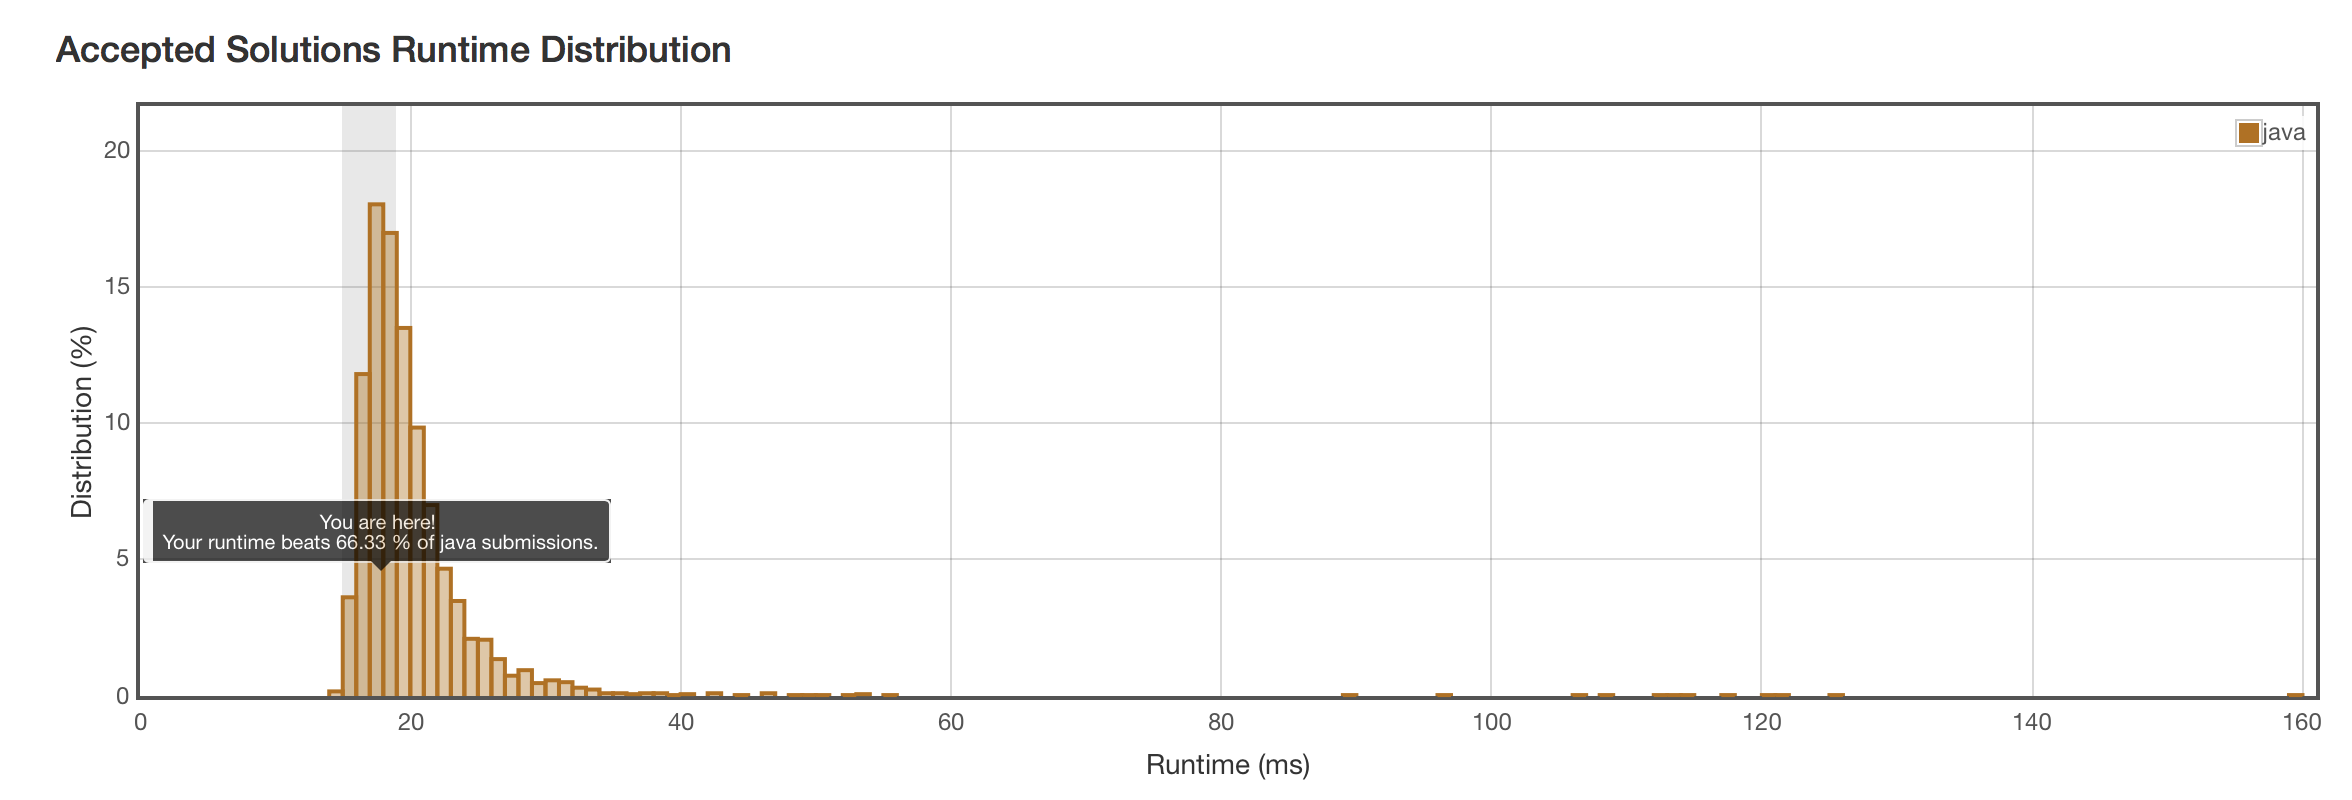 Accepted Solutions Runtime Distribution
java
20
15
10
5
0
Distribution (%)
You are here!
Your runtime beats 66.33 % of java submissions.
0 20 40 60 80 100 120 140 160
Runtime (ms)